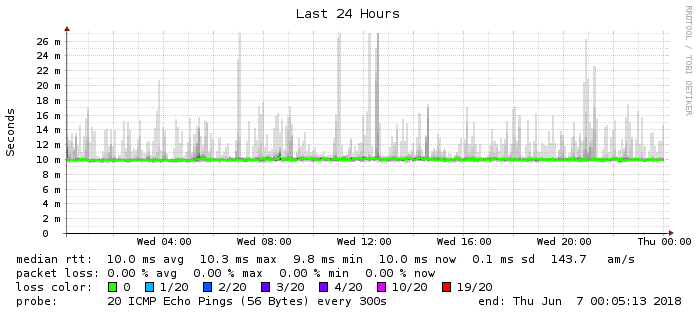 Last 24 Hours
RRDTOOL / TOBI OETIKER
Seconds
26 m
24 m
22 m
20 m
18 m
16 m
14 m
12 m
10 m
8 m
6 m
4 m
2 m
0
Wed 04:00 Wed 08:00 Wed 12:00 Wed 16:00 Wed 20:00 Thu 00:00
median rtt: 10.0 ms avg 10.3 ms max 9.8 ms min 10.0 ms now 0.1 ms sd 143.7 am/s
packet loss: 0.00 % avg 0.00 % max 0.00 % min 0.00 % now
loss color: 0 1/20 2/20 3/20 4/20 10/20 19/20
probe: 20 ICMP Echo Pings (56 Bytes) every 300s end: Thu Jun 7 00:05:13 2018